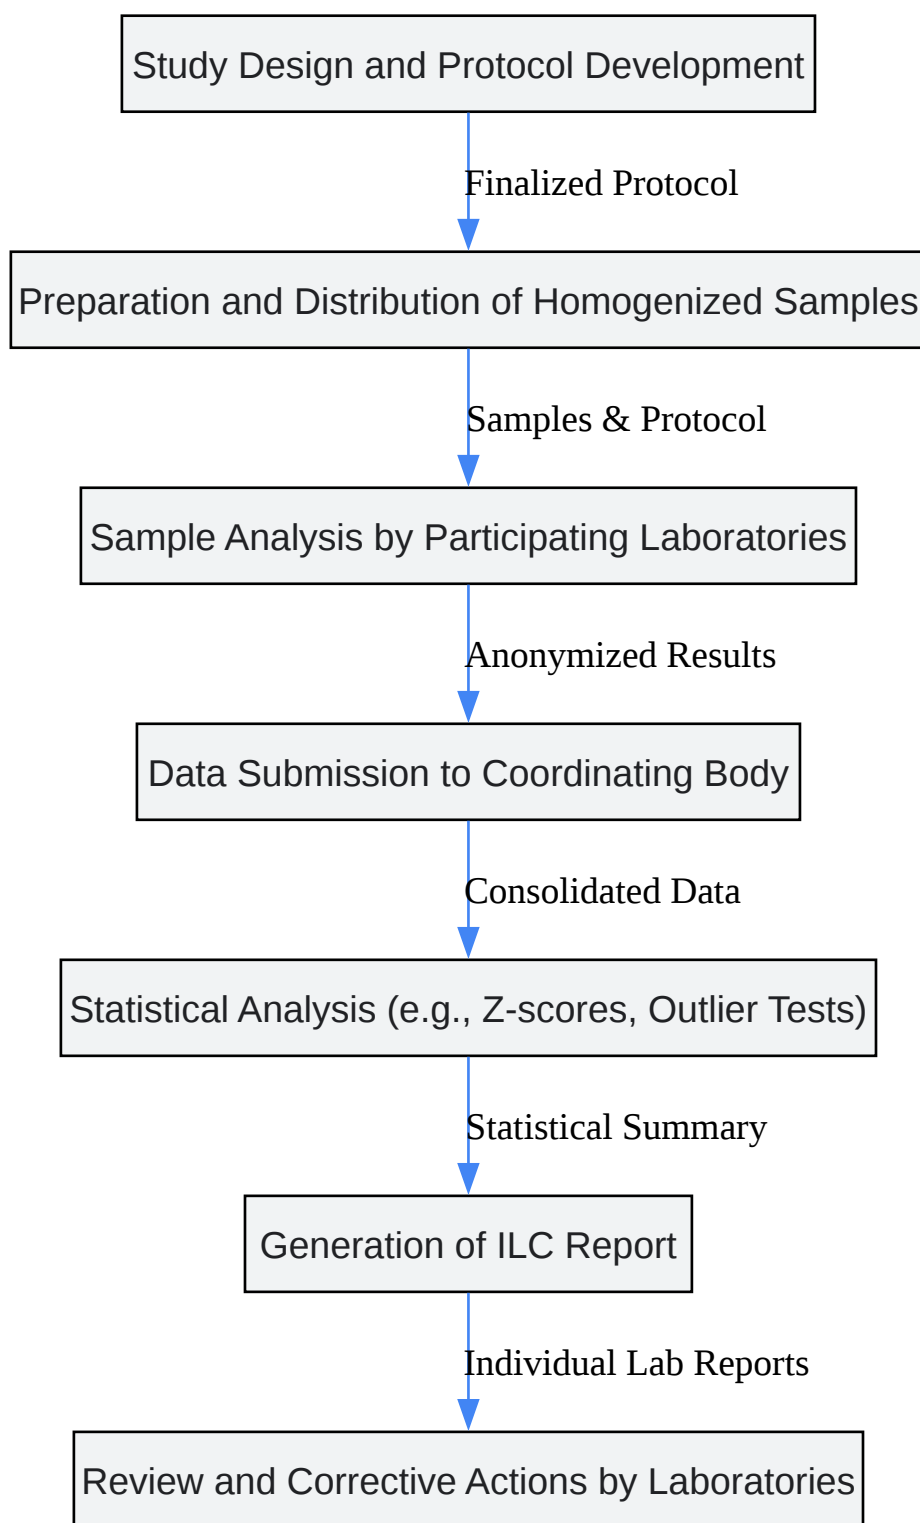 Study Design and Protocol Development
Finalized Protocol
Preparation and Distribution of Homogenized Samples
Samples & Protocol
Sample Analysis by Participating Laboratories
Anonymized Results
Data Submission to Coordinating Body
Consolidated Data
Statistical Analysis (e.g., Z-scores, Outlier Tests)
Statistical Summary
Generation of ILC Report
Individual Lab Reports
Review and Corrective Actions by Laboratories